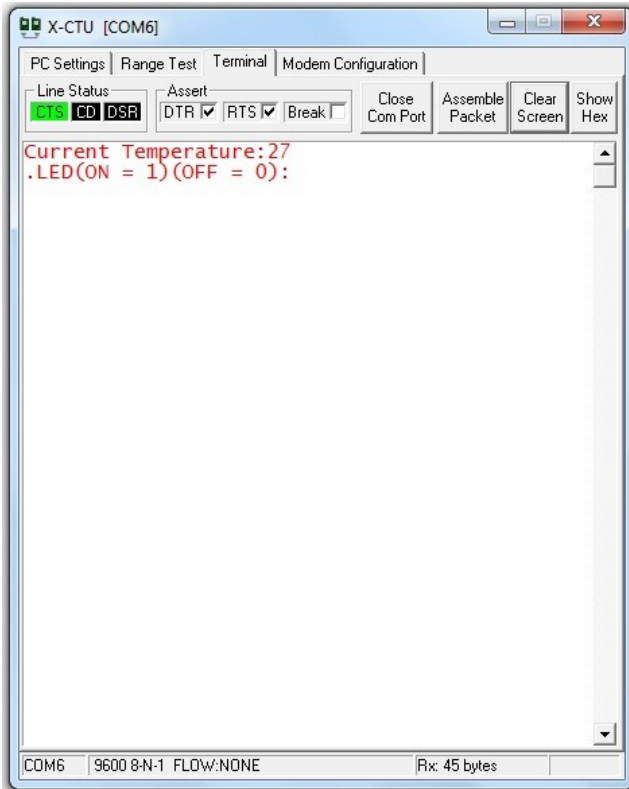 X-CTU [COM6]
PC Settings Range Test Terminal Modem Configuration
Line Status
CTS CD DSR
Assert
DTR RTS Break
Close Com Port
Assemble Packet
Clear Screen
Show Hex
Current Temperature:27
.LED(ON = 1)(OFF = 0):
COM6 9600 8-N-1 FLOW:NONE Rx: 45 bytes